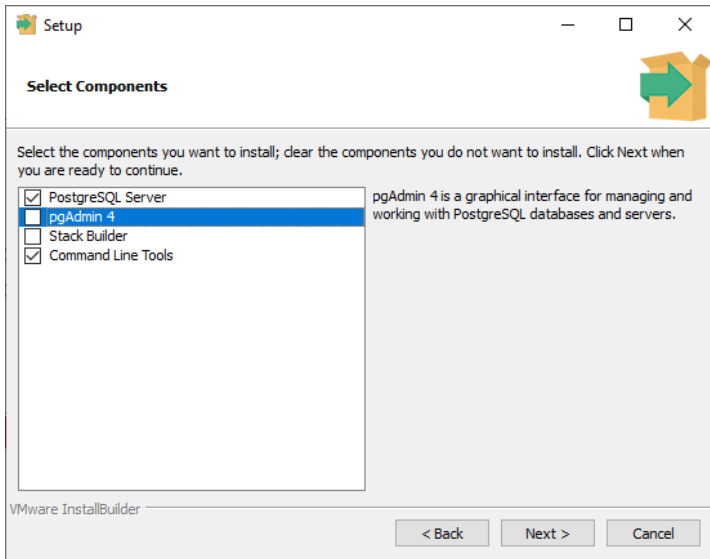 Setup
Select Components
Select the components you want to install; clear the components you do not want to install. Click Next when
you are ready to continue.
PostgreSQL Server
pgAdmin 4
Stack Builder
Command Line Tools
pgAdmin 4 is a graphical interface for managing and
working with PostgreSQL databases and servers.
VMware InstallBuilder
< Back
Next >
Cancel